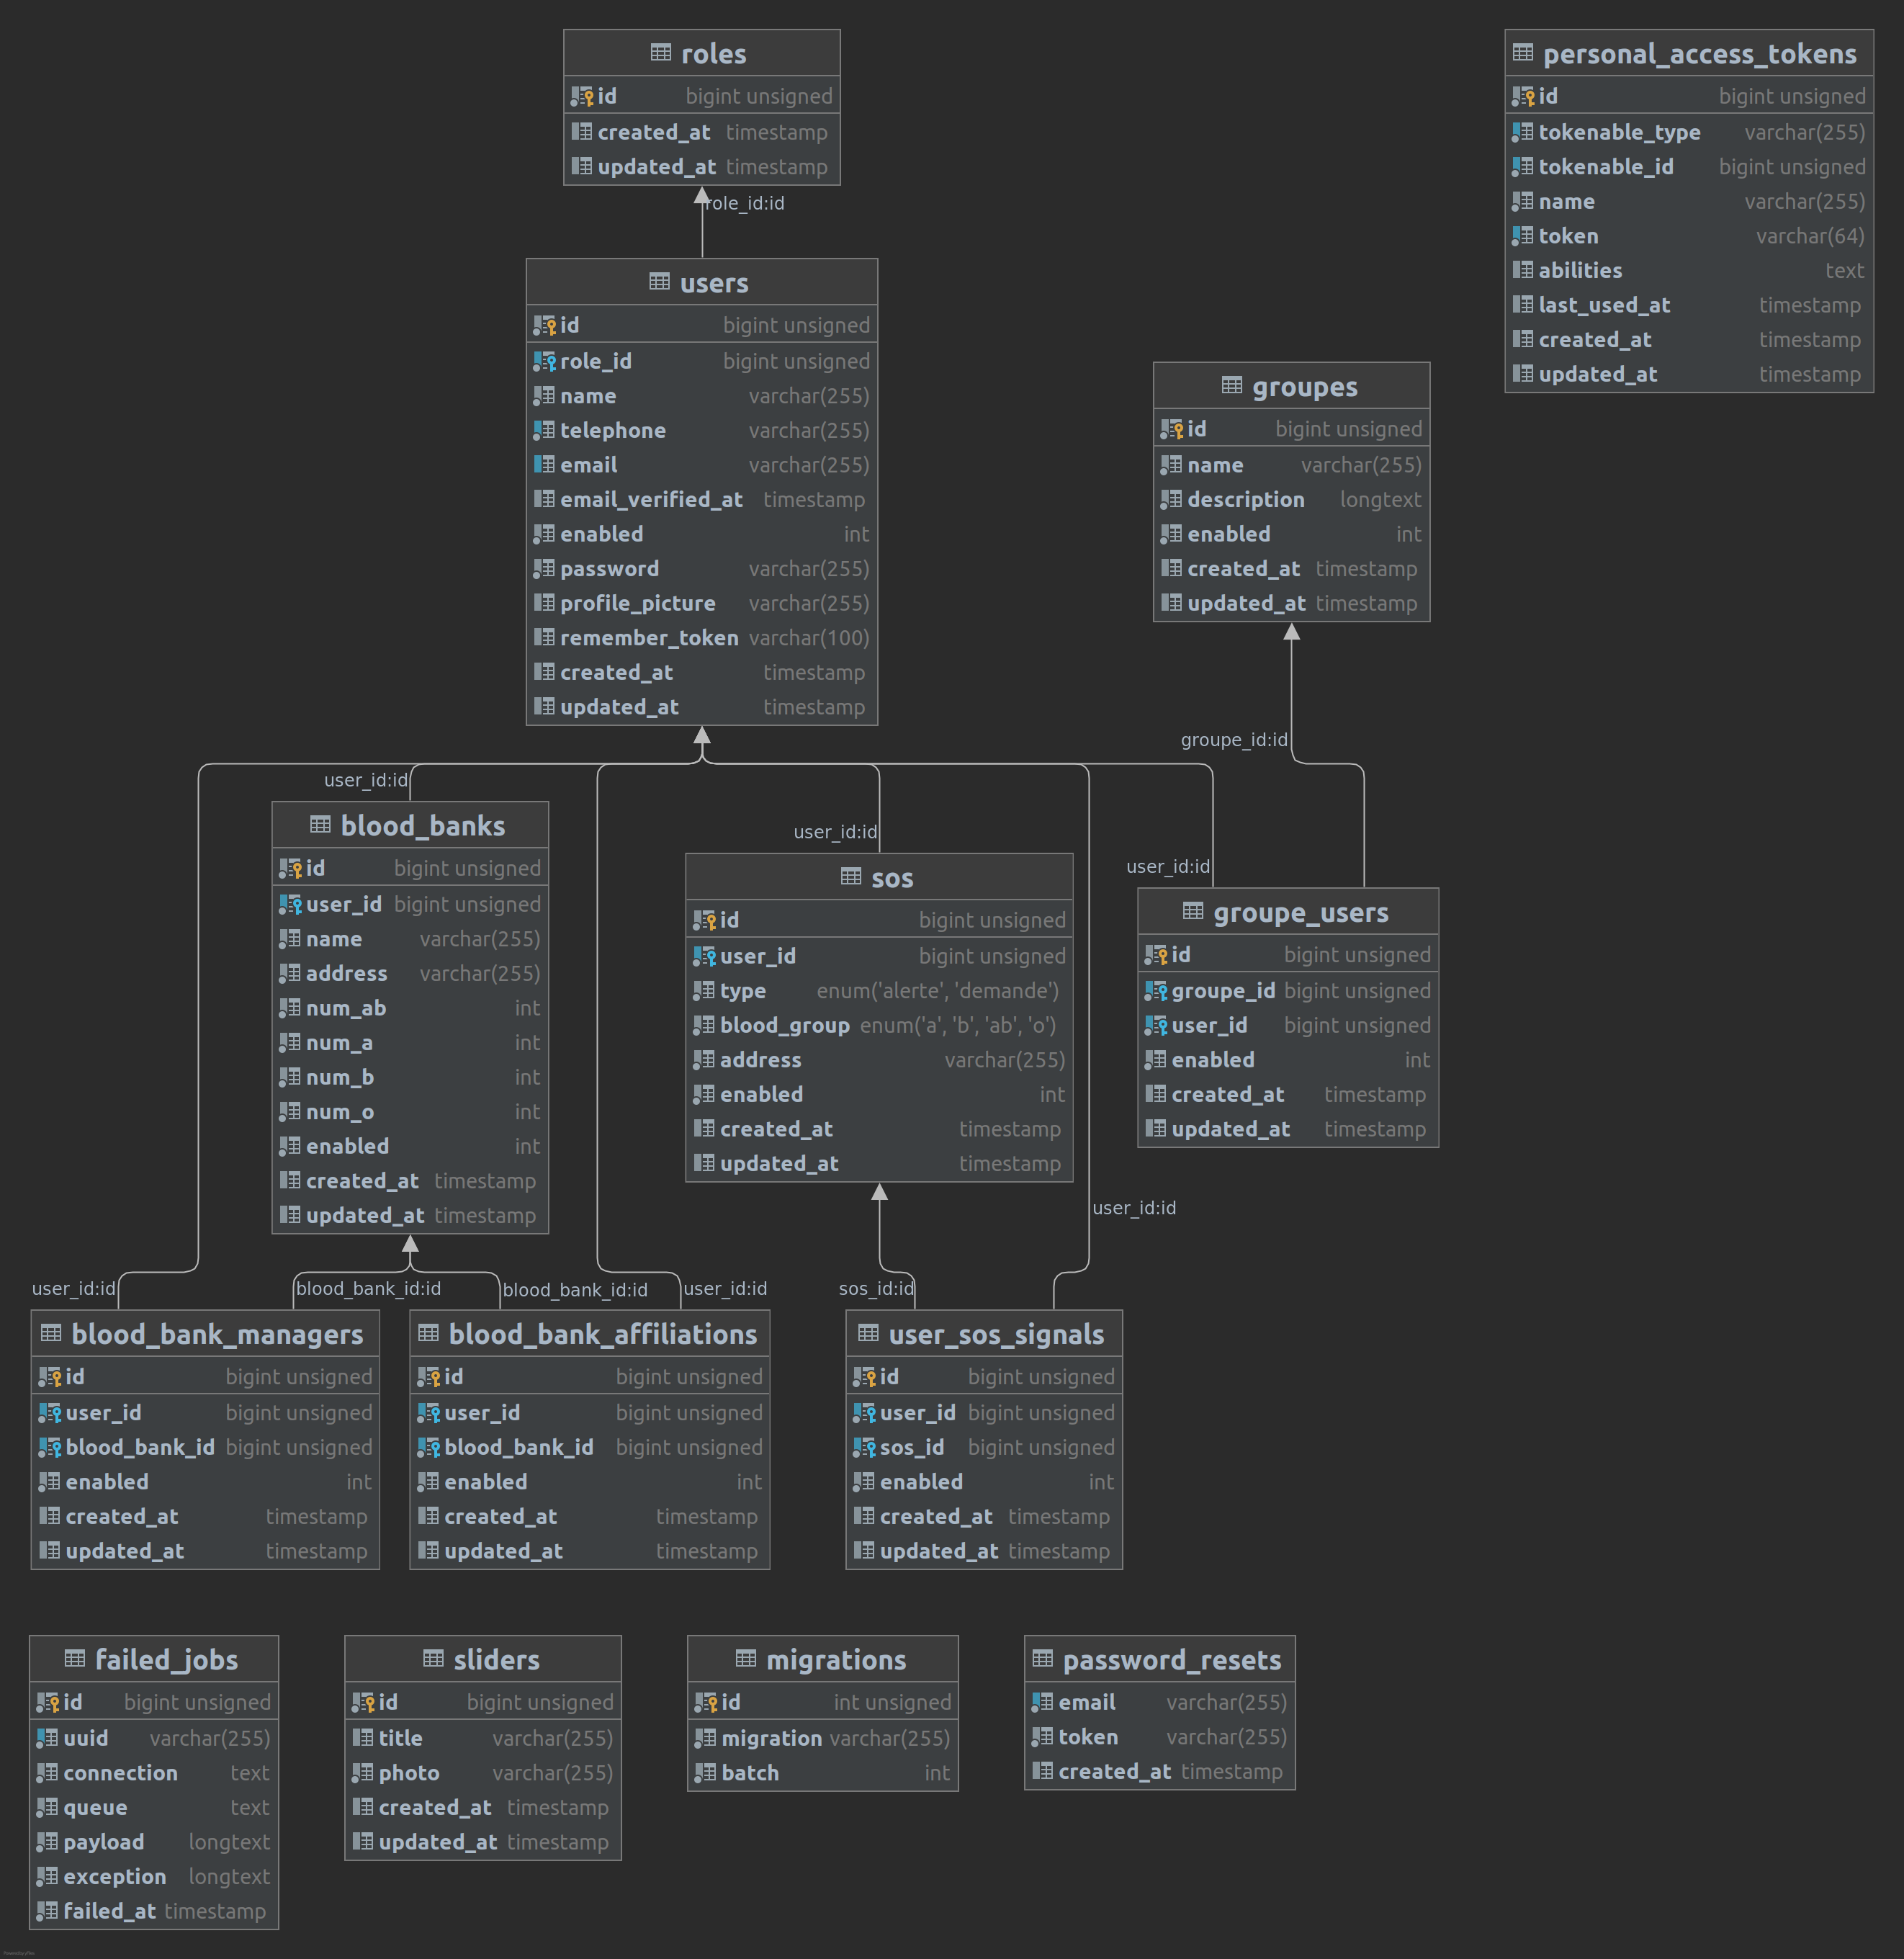 roles
id bigint unsigned
created_at timestamp
updated_at timestamp
role_id:id
users
id bigint unsigned
role_id bigint unsigned
name varchar(255)
telephone varchar(255)
email varchar(255)
email_verified_at timestamp
enabled int
password varchar(255)
profile_picture varchar(255)
remember_token varchar(100)
created_at timestamp
updated_at timestamp
personal_access_tokens
id bigint unsigned
tokenable_type varchar(255)
tokenable_id bigint unsigned
name varchar(255)
token varchar(64)
abilities text
last_used_at timestamp
created_at timestamp
updated_at timestamp
groupes
id bigint unsigned
name varchar(255)
description longtext
enabled int
created_at timestamp
updated_at timestamp
groupe_id:id
user_id:id
blood_banks
id bigint unsigned
user_id bigint unsigned
name varchar(255)
address varchar(255)
num_ab int
num_a int
num_b int
num_o int
enabled int
created_at timestamp
updated_at timestamp
user_id:id
sos
id bigint unsigned
user_id bigint unsigned
type enum('alerte', 'demande')
blood_group enum('a', 'b', 'ab', 'o')
address varchar(255)
enabled int
created_at timestamp
updated_at timestamp
user_id:id
groupe_users
id bigint unsigned
groupe_id bigint unsigned
user_id bigint unsigned
enabled int
created_at timestamp
updated_at timestamp
user_id:id
user_id:id
blood_bank_id:id
blood_bank_id:id
user_id:id
sos_id:id
blood_bank_managers
id bigint unsigned
user_id bigint unsigned
blood_bank_id bigint unsigned
enabled int
created_at timestamp
updated_at timestamp
blood_bank_affiliations
id bigint unsigned
user_id bigint unsigned
blood_bank_id bigint unsigned
enabled int
created_at timestamp
updated_at timestamp
user_sos_signals
id bigint unsigned
user_id bigint unsigned
sos_id bigint unsigned
enabled int
created_at timestamp
updated_at timestamp
failed_jobs
id bigint unsigned
uuid varchar(255)
connection text
queue text
payload longtext
exception longtext
failed_at timestamp
sliders
id bigint unsigned
title varchar(255)
photo varchar(255)
created_at timestamp
updated_at timestamp
migrations
id int unsigned
migration varchar(255)
batch int
password_resets
email varchar(255)
token varchar(255)
created_at timestamp